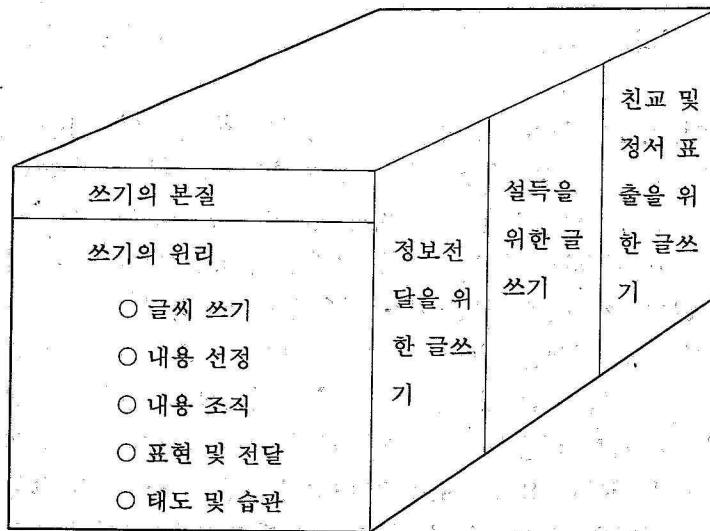 쓰기의 본질
쓰기의 원리
○ 글씨 쓰기
○ 내용 선정
○ 내용 조직
○ 표현 및 전달
○ 태도 및 습관
정보전
달을 위
한 글쓰
기
설득을
위한 글
쓰기
친교 및
정서 표
출을 위
한 글쓰
기